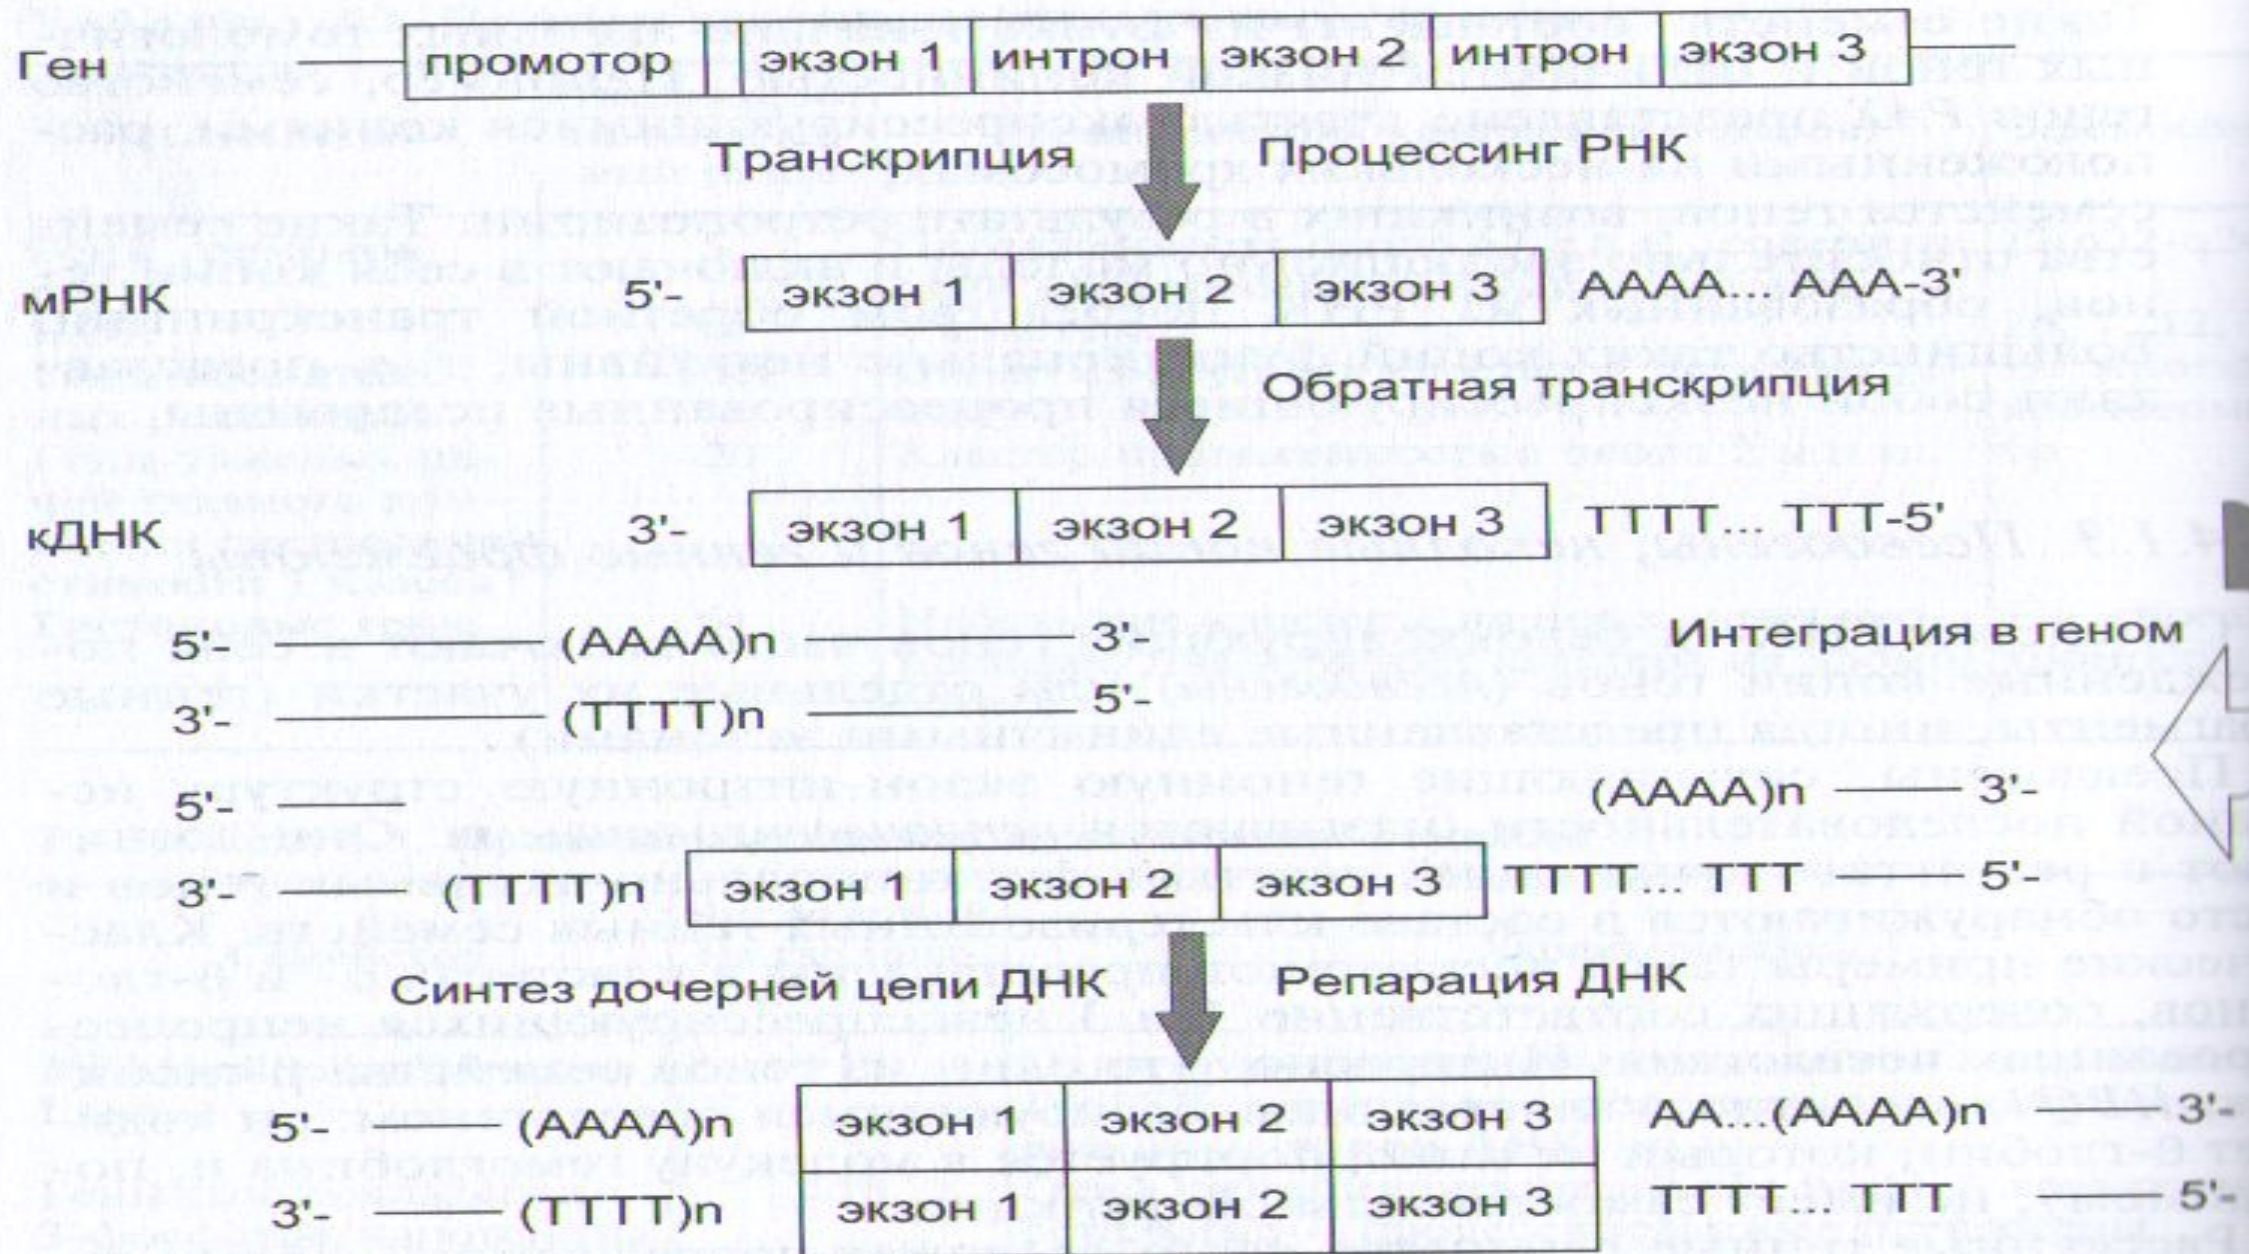 Ген промотор экзон 1 интрон экзон 2 интрон экзон 3
Транскрипция Процессинг РНК
мРНК 5'- экзон 1 экзон 2 экзон 3 АААА... ААА-3'
Обратная транскрипция
кДНК 3'- экзон 1 экзон 2 экзон 3 ТТТТ... ТТТ-5'
5'- (АААА)n 3'-
Интеграция в геном
3'- (ТТТТ)n 5'-
5'- (АААА)n 3'-
3'- (ТТТТ)n экзон 1 экзон 2 экзон 3 ТТТТ... ТТТ 5'-
Синтез дочерней цепи ДНК Репарация ДНК
5'- (АААА)n экзон экзон 2 экзон 3 АА...(АААА)n 3'-
3'- (ТТТТ)n экзон 1 экзон 2 экзон 3 ТТТТ... ТТТ 5'-